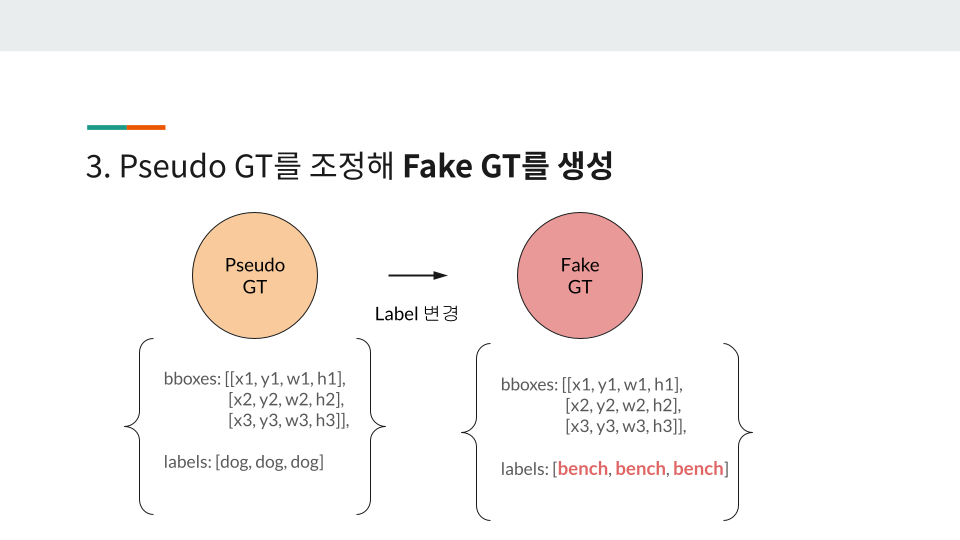 3. Pseudo GT를 조정해 Fake GT를 생성
Pseudo
GT
Label 변경
Fake
GT
bboxes: [[x1, y1, w1, h1],
[x2, y2, w2, h2],
[x3, y3, w3, h3]],
labels: [dog, dog, dog]
bboxes: [[x1, y1, w1, h1],
[x2, y2, w2, h2],
[x3, y3, w3, h3]],
labels: [bench, bench, bench]